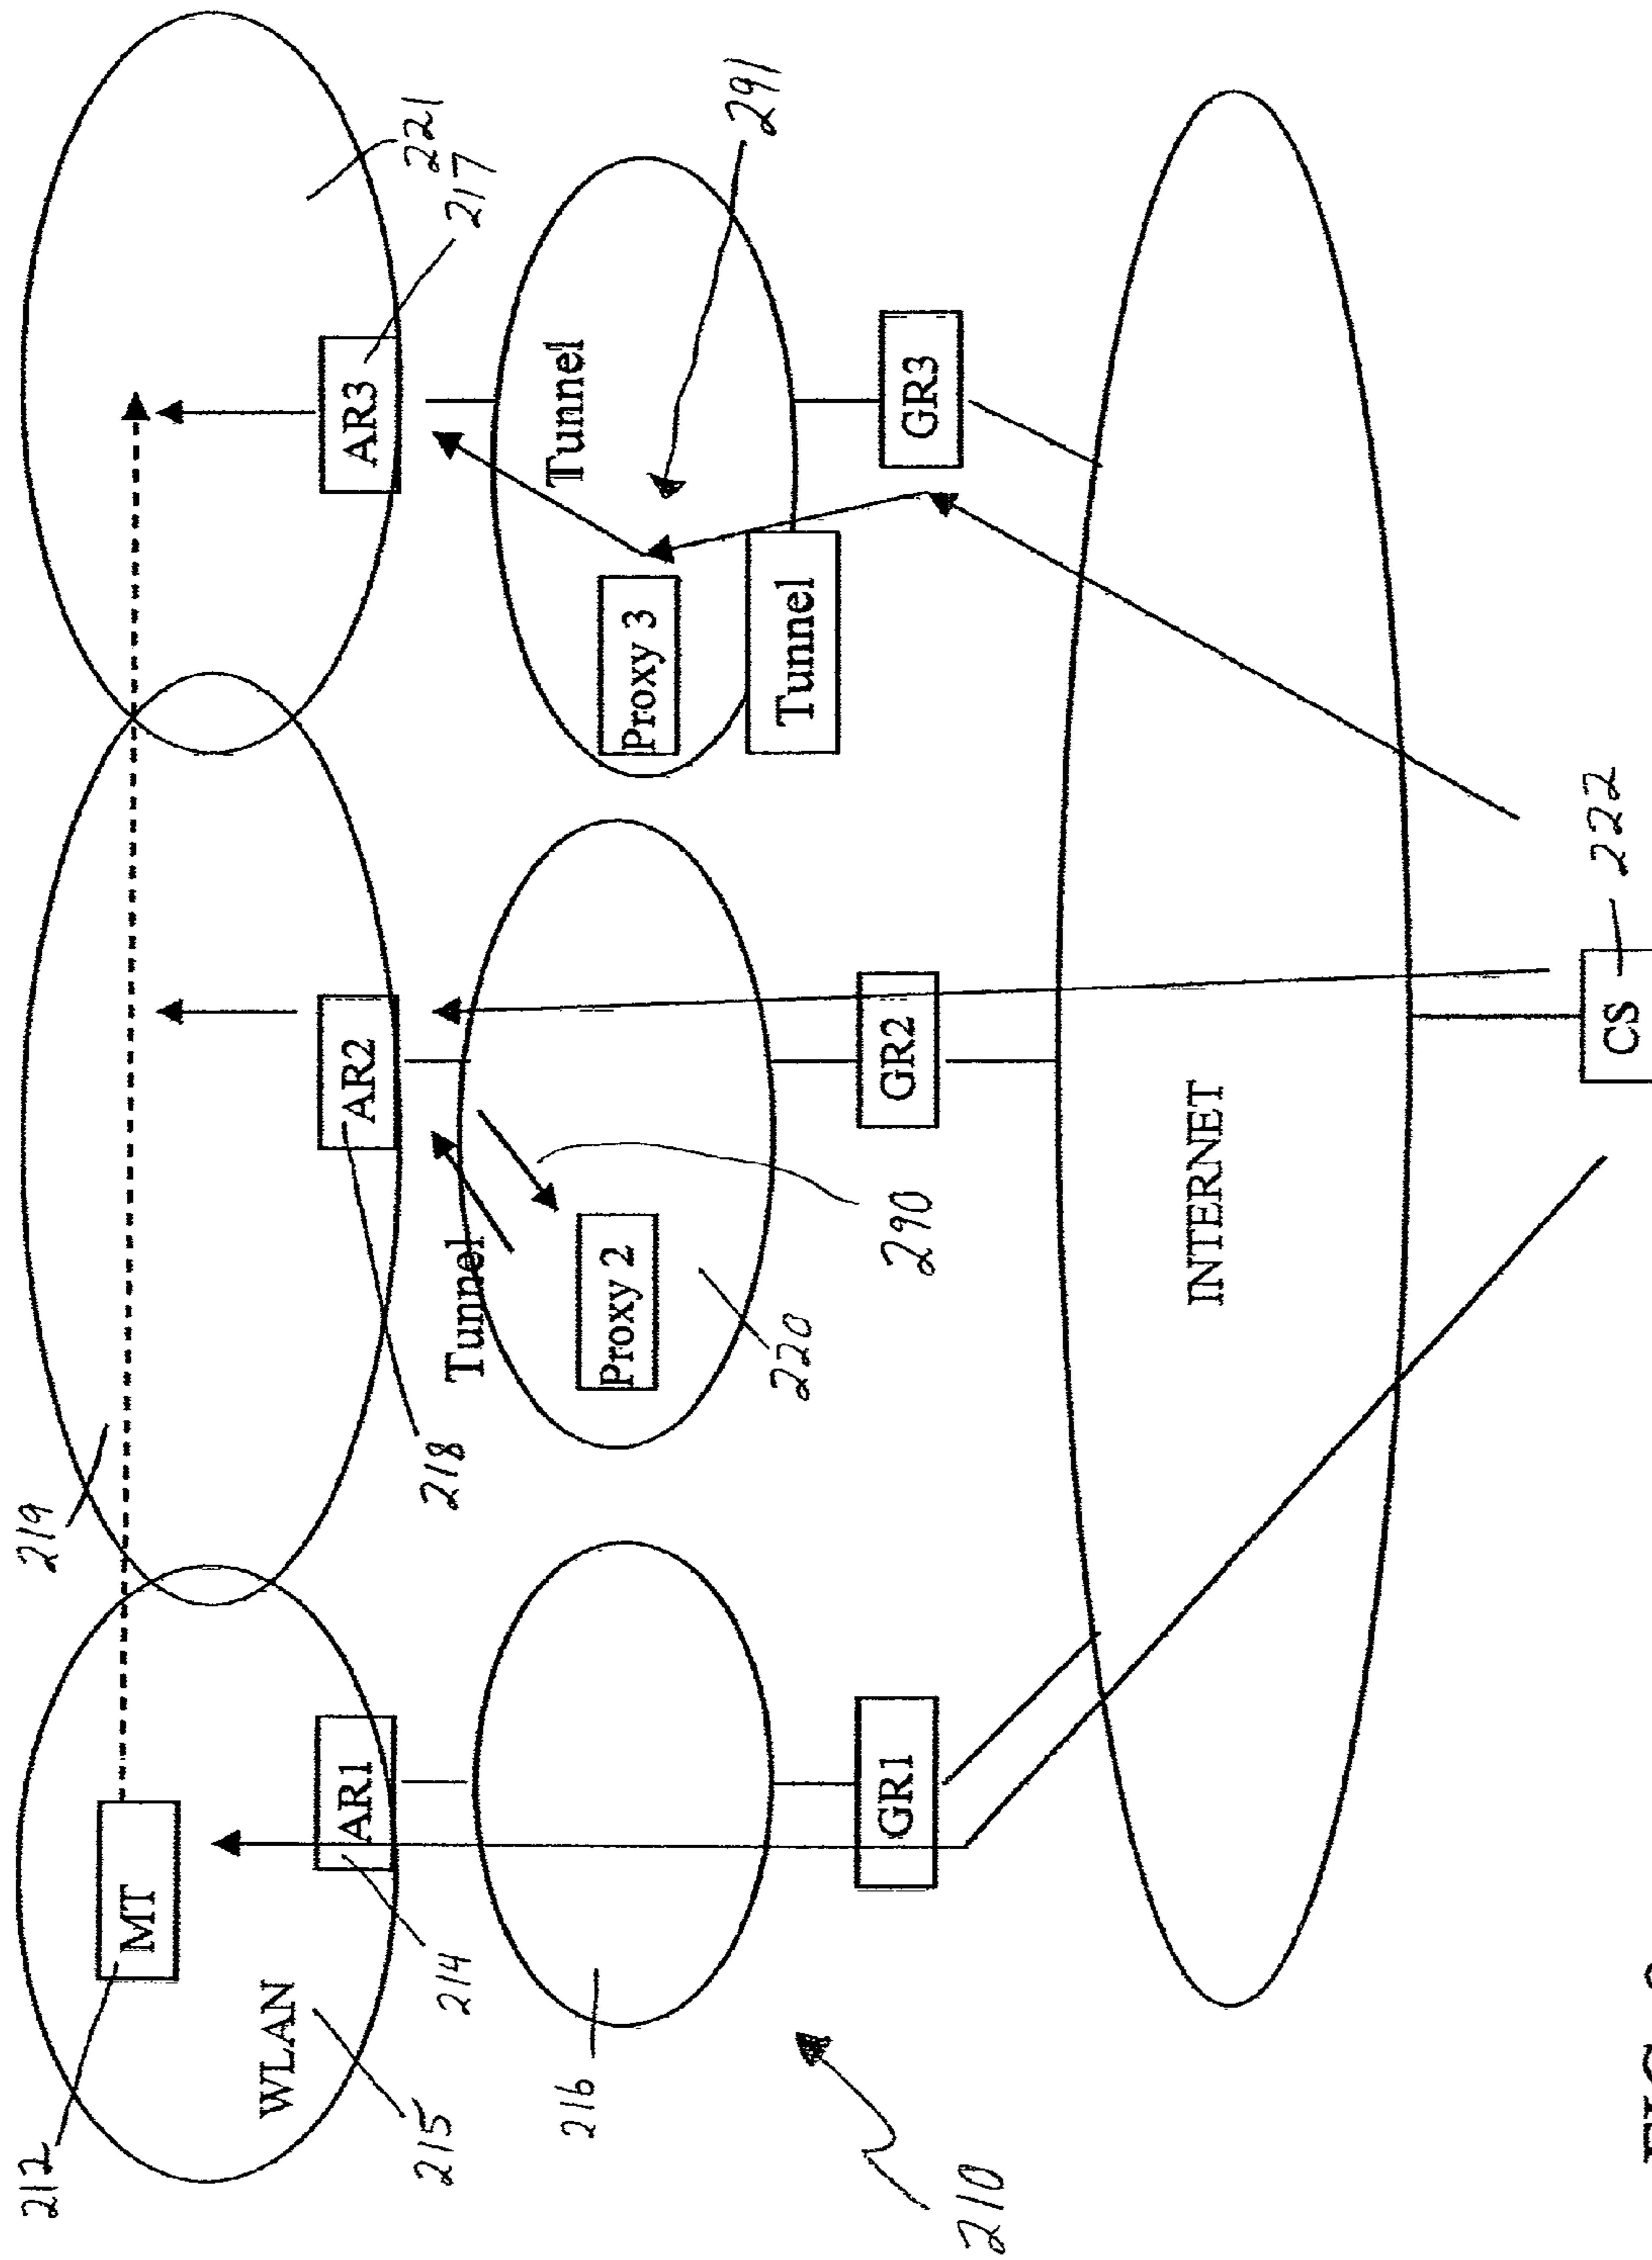 219
221
212
MT
217
WLAN
AR1
AR2
AR3
215
214
218
Tunnel
Tunnel
291
216
Proxy 2
Proxy 3
220
Tunnel
290
GR1
GR2
GR3
210
INTERNET
CS
222